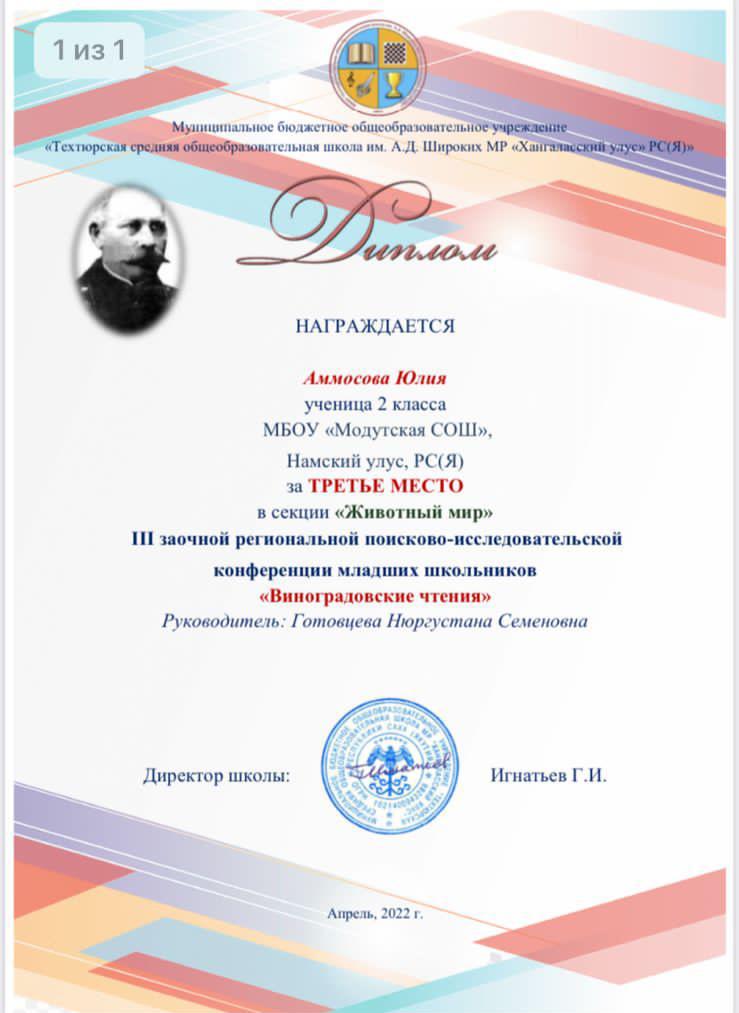 1 из 1
Муниципальное бюджетное общеобразовательное учреждение
«Техтюрская средняя общеобразовательная школа им. А.Д. Широких МР «Хангаласский улус» РС(Я)»
Диплом
НАГРАЖДАЕТСЯ
Аммосова Юлия
ученица 2 класса
МБОУ «Модутская СОШ»,
Намский улус, РС(Я)
за ТРЕТЬЕ МЕСТО
в секции «Животный мир»
III заочной региональной поисково-исследовательской
конференции младших школьников
«Виноградовские чтения»
Руководитель: Готовцева Нюргустана Семеновна
Директор школы:
Игнатьев Г.И.
Апрель, 2022 г.